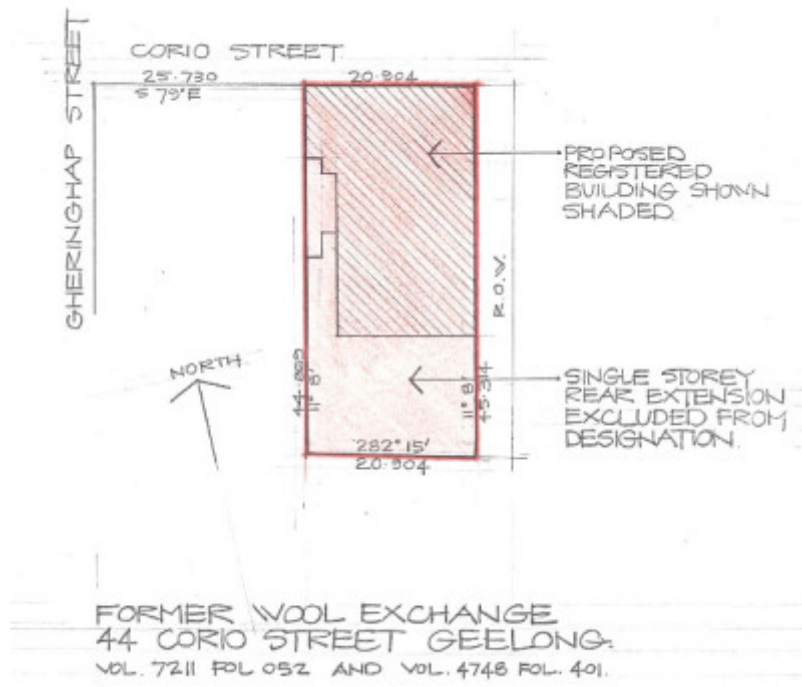 CORIO STREET.
25.730
S 79°E
20.904
GHERINGHAP STREET
PROPOSED
REGISTERED
BUILDING SHOWN
SHADED
R.O.W.
NORTH
44.869
11° 8'
11° 8'
45.314
SINGLE STOREY
REAR EXTENSION
EXCLUDED FROM
DESIGNATION.
282° 15'
20.904
FORMER WOOL EXCHANGE
44 CORIO STREET GEELONG.
VOL. 7211 FOL 052 AND VOL. 4748 FOL. 401.